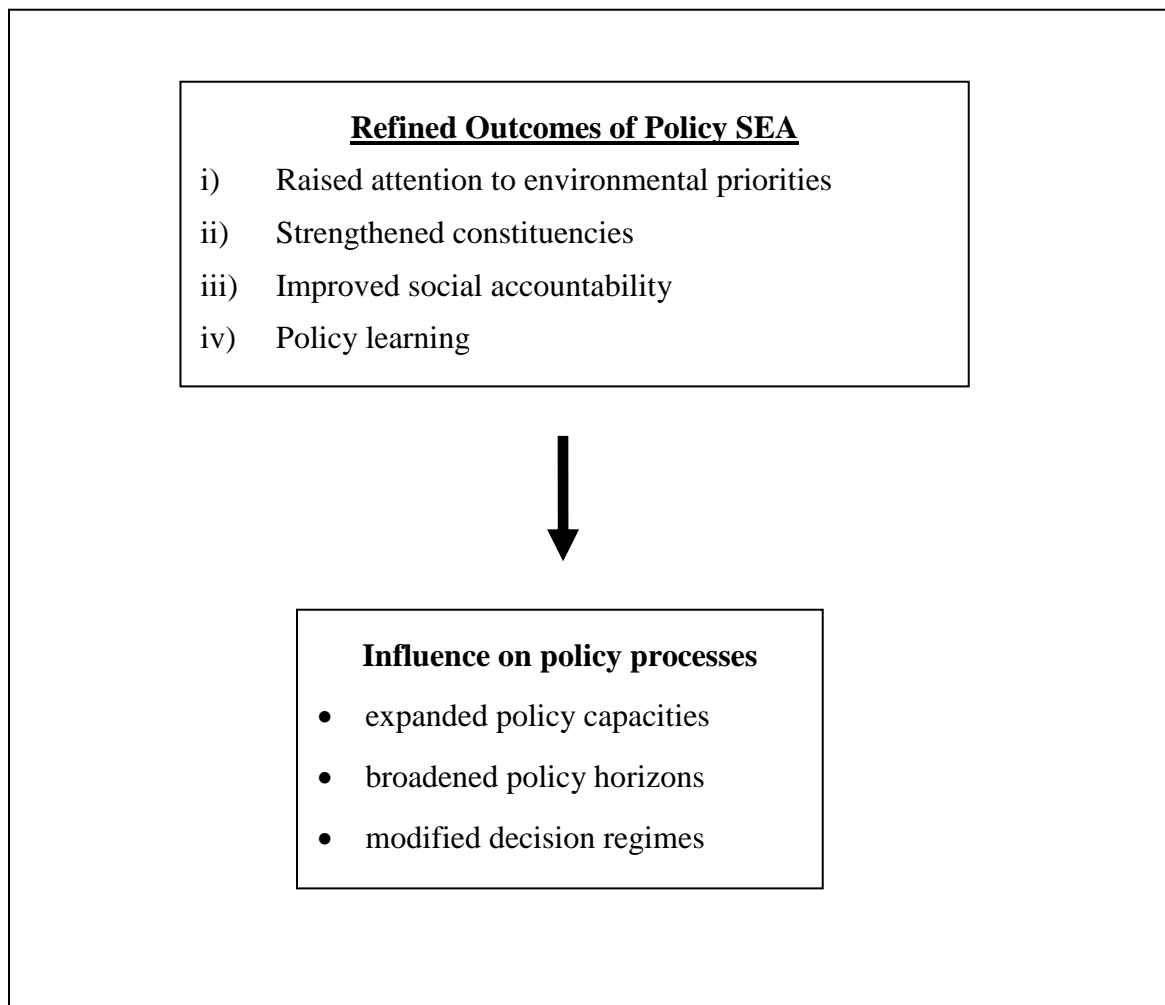 Refined Outcomes of Policy SEA
i) Raised attention to environmental priorities
ii) Strengthened constituencies
iii) Improved social accountability
iv) Policy learning
Influence on policy processes
• expanded policy capacities
• broadened policy horizons
• modified decision regimes